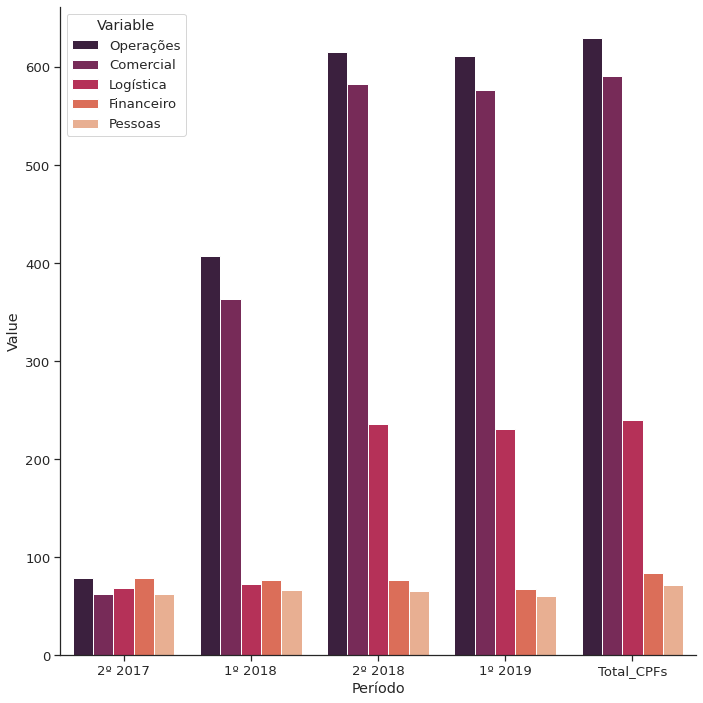 Variable
Operações
Comercial
Logística
Financeiro
Pessoas
600
500
400
300
200
100
0
Value
2º 2017
1º 2018
2º 2018
1º 2019
Total_CPFs
Período